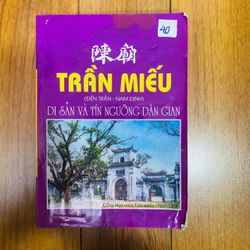 40
陳廟
TRẦN MIẾU
(ĐỀN TRẦN - NAM ĐỊNH)
DI SẢN VÀ TÍN NGƯỠNG DÂN GIAN